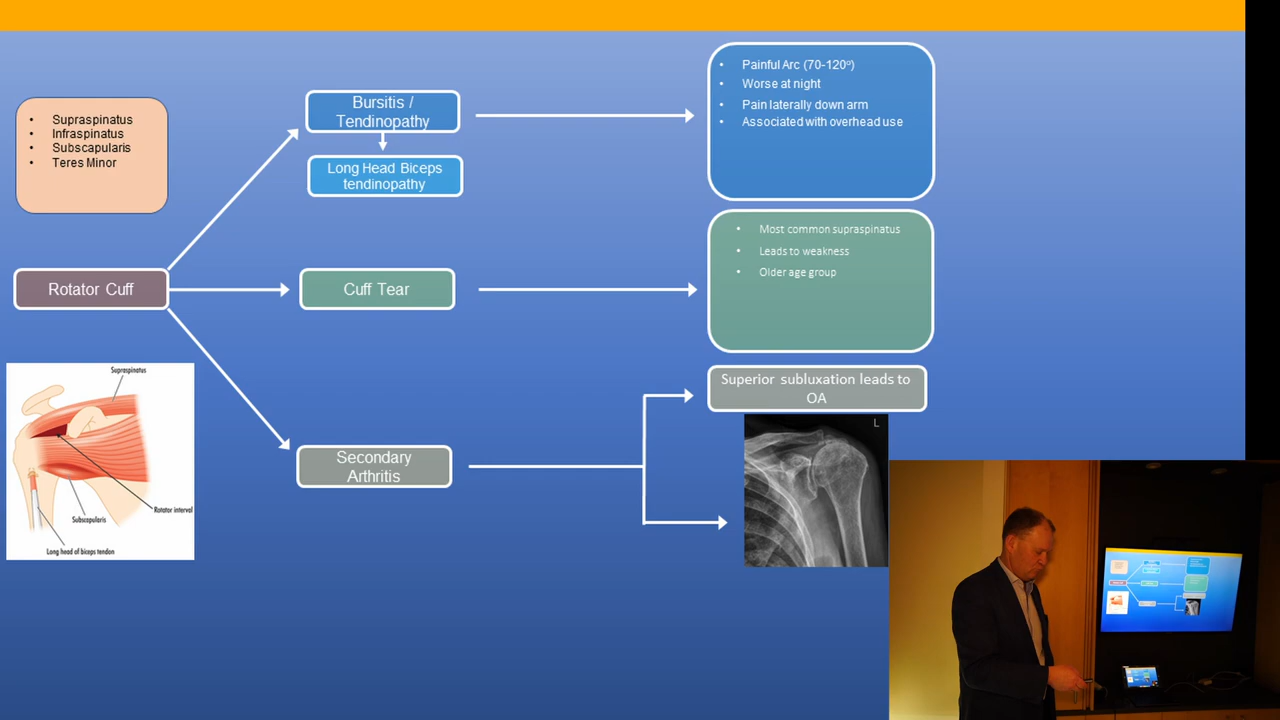 Supraspinatus
Infraspinatus
Subscapularis
Teres Minor
Rotator Cuff
Supraspinatus
Rotator interval
Subscapularis
Long head of biceps tendon
Bursitis /
Tendinopathy
Long Head Biceps
tendinopathy
Cuff Tear
Secondary
Arthritis
Painful Arc (70-120º)
Worse at night
Pain laterally down arm
Associated with overhead use
Most common supraspinatus
Leads to weakness
Older age group
Superior subluxation leads to
OA
L